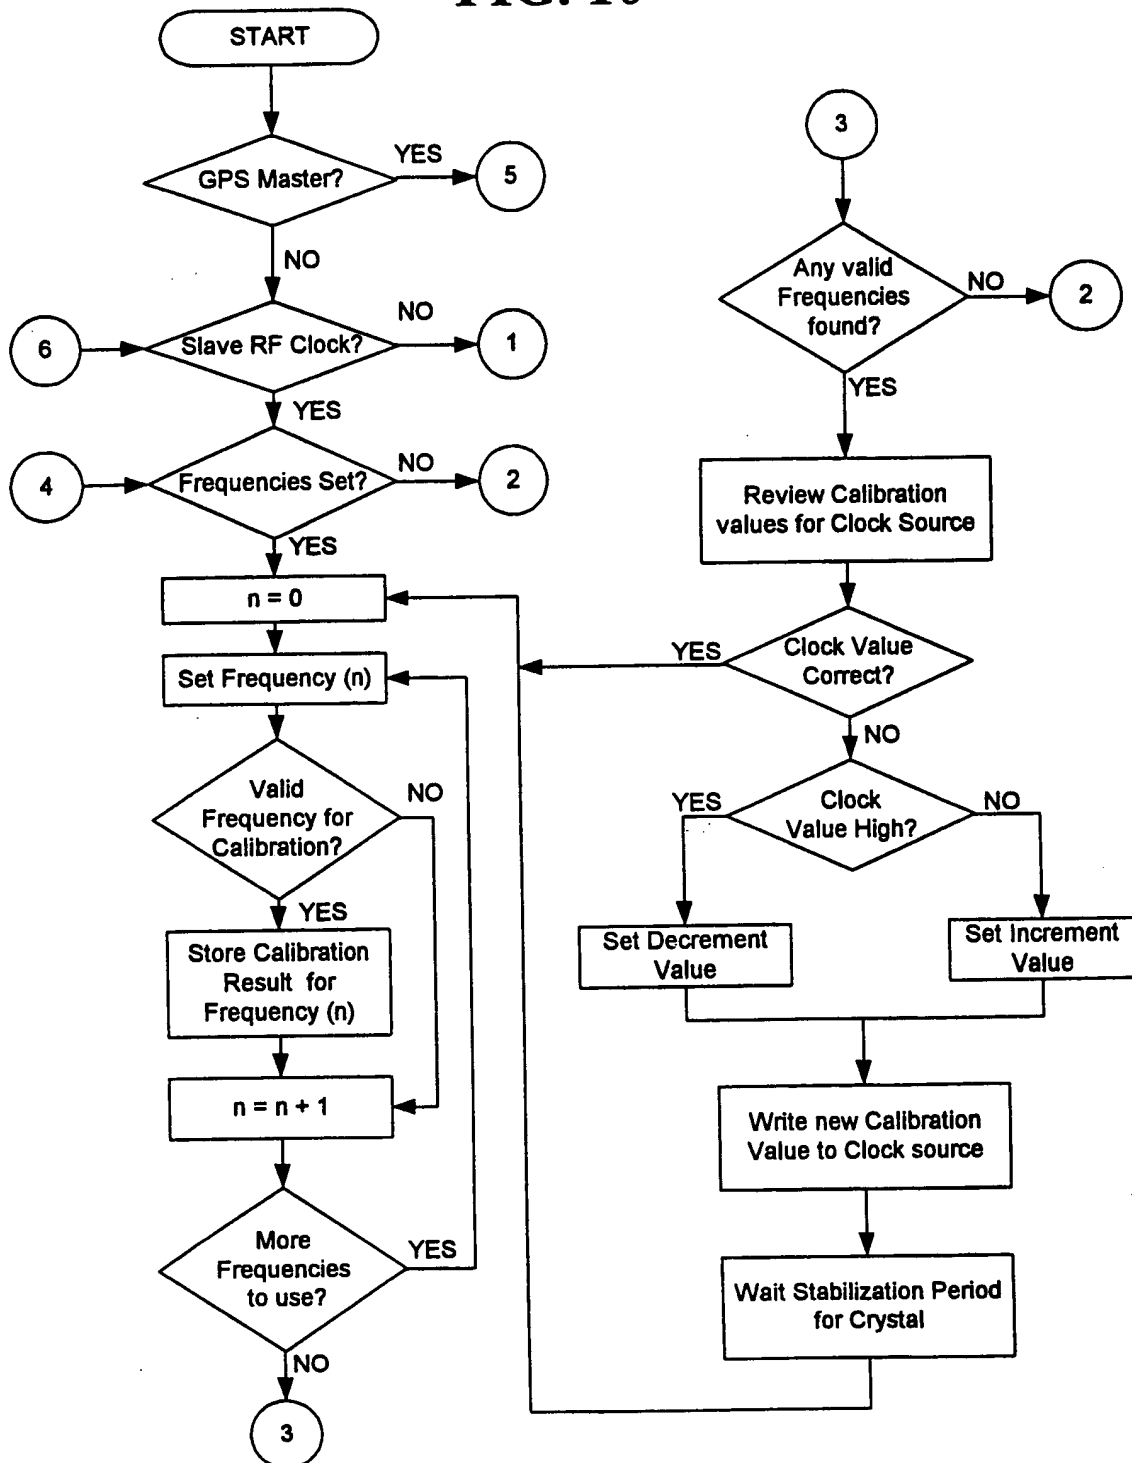 START
GPS Master?
YES
5
NO
6
Slave RF Clock?
NO
1
YES
4
Frequencies Set?
NO
2
YES
n = 0
Set Frequency (n)
Valid
Frequency for
Calibration?
NO
YES
Store Calibration
Result for
Frequency (n)
n = n + 1
More
Frequencies
to use?
YES
NO
3
3
Any valid
Frequencies
found?
NO
2
YES
Review Calibration
values for Clock Source
Clock Value
Correct?
YES
NO
Clock
Value High?
YES
NO
Set Decrement
Value
Set Increment
Value
Write new Calibration
Value to Clock source
Wait Stabilization Period
for Crystal